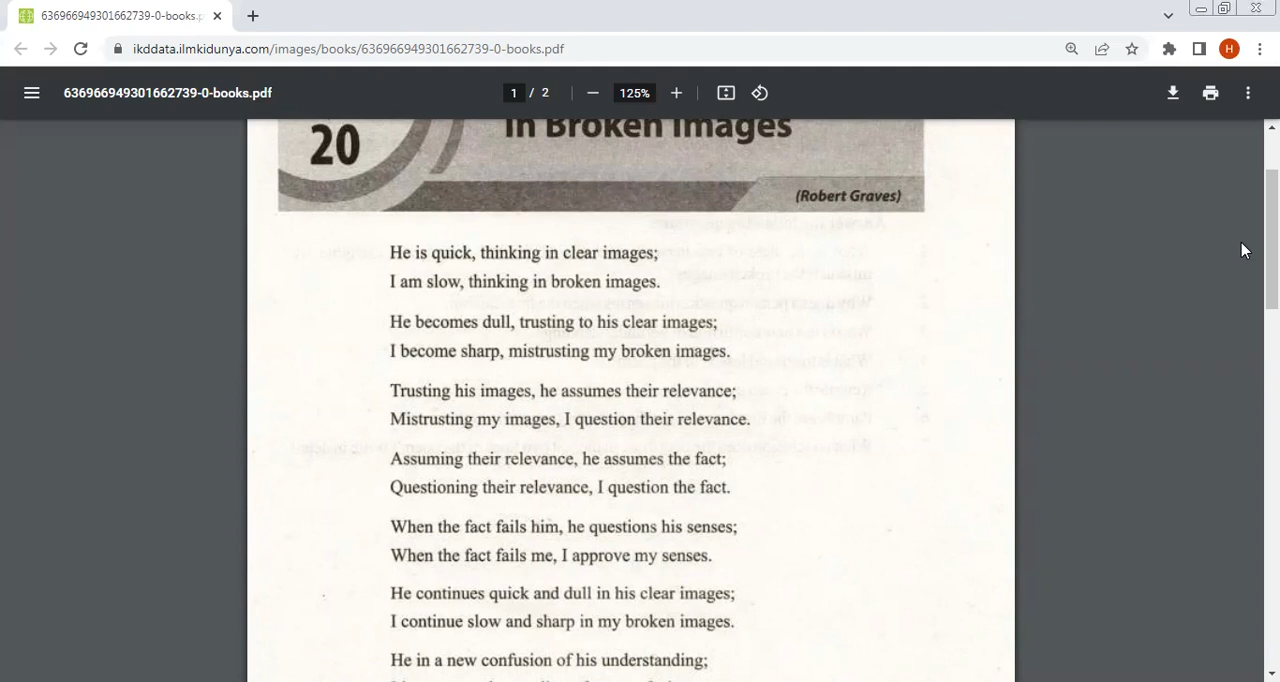 636966949301662739-0-books.p
ikddata.ilmkidunya.com/images/books/636966949301662739-0-books.pdf
H
636966949301662739-0-books.pdf
1 / 2
125%
20
In Broken Images
(Robert Graves)
He is quick, thinking in clear images;
I am slow, thinking in broken images.
He becomes dull, trusting to his clear images;
I become sharp, mistrusting my broken images.
Trusting his images, he assumes their relevance;
Mistrusting my images, I question their relevance.
Assuming their relevance, he assumes the fact;
Questioning their relevance, I question the fact.
When the fact fails him, he questions his senses;
When the fact fails me, I approve my senses.
He continues quick and dull in his clear images;
I continue slow and sharp in my broken images.
He in a new confusion of his understanding;